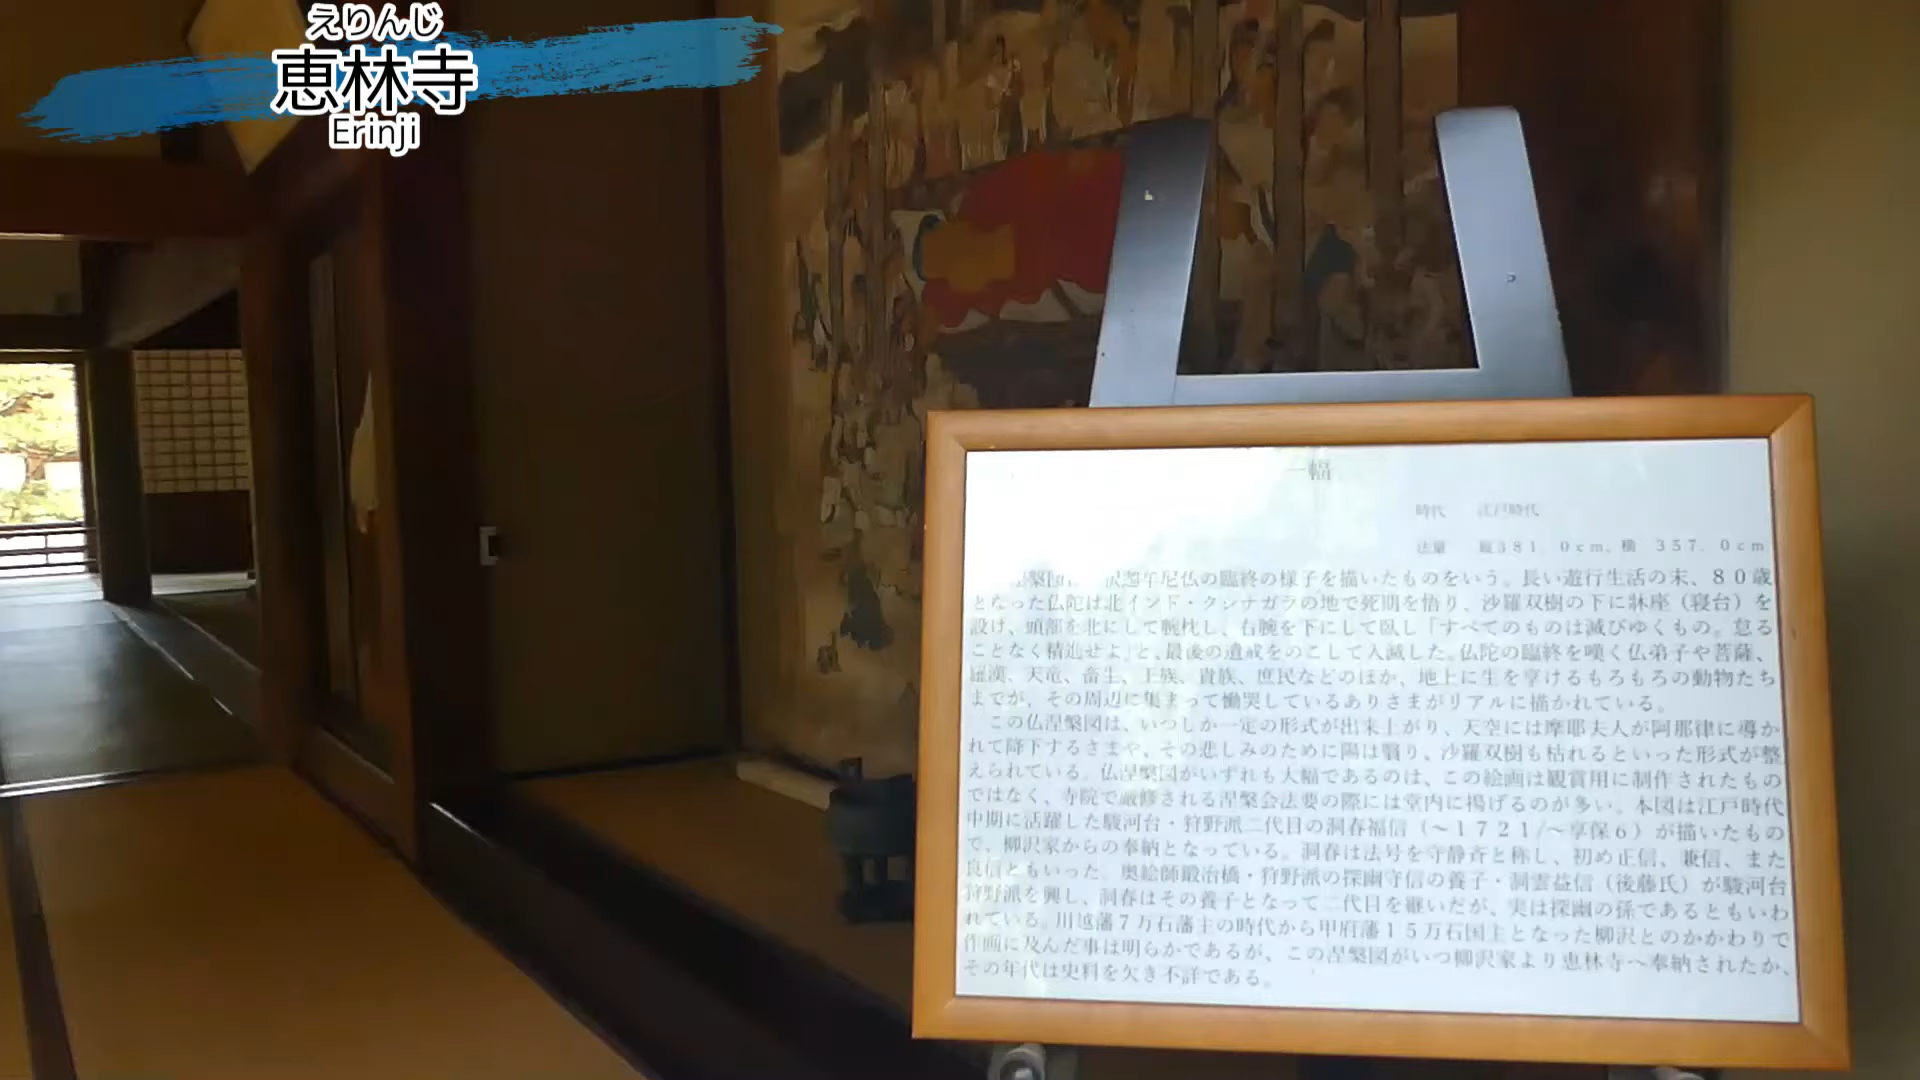 えりんじ
恵林寺
Erinji
一幅
時代 江戸時代
法量 縦381.0cm、横 357.0cm
釈迦牟尼仏の臨終の様子を描いたものをいう。長い遊行生活の末、80歳
となった仏陀は北インド・クシナガラの地で死期を悟り、沙羅双樹の下に牀座（寝台）を
設け、頭部を北にして腕枕し、右腕を下にして臥し「すべてのものは滅びゆくもの。怠る
ことなく精進せよ」と、最後の遺戒をのこして入滅した。仏陀の臨終を嘆く仏弟子や菩薩、
羅漢、天竜、畜生、王族、貴族、庶民などのほか、地上に生を享けるもろもろの動物たち
までが、その周辺に集まって慟哭しているありさまがリアルに描かれている。
この仏涅槃図は、いつしか一定の形式が出来上がり、天空には摩耶夫人が阿那律に導か
れて降下するさまや、その悲しみのために陽は翳り、沙羅双樹も枯れるといった形式が整
えられている。仏涅槃図がいずれも大幅であるのは、この絵画は観賞用に制作されたもの
ではなく、寺院で厳修される涅槃会法要の際には堂内に掲げるのが多い。本図は江戸時代
中期に活躍した駿河台・狩野派二代目の洞春福信（～1721/～享保6）が描いたもの
で、柳沢家からの奉納となっている。洞春は法号を守静斉と称し、初め正信、兼信、また
良信ともいった。奥絵師鍛冶橋・狩野派の探幽守信の養子・洞雲益信（後藤氏）が駿河台
狩野派を興し、洞春はその養子となって二代目を継いだが、実は探幽の孫であるともいわ
れている。川越藩7万石藩主の時代から甲府藩15万石国主となった柳沢とのかかわりで
作画に及んだ事は明らかであるが、この涅槃図がいつ柳沢家より恵林寺へ奉納されたか、
その年代は史料を欠き不詳である。